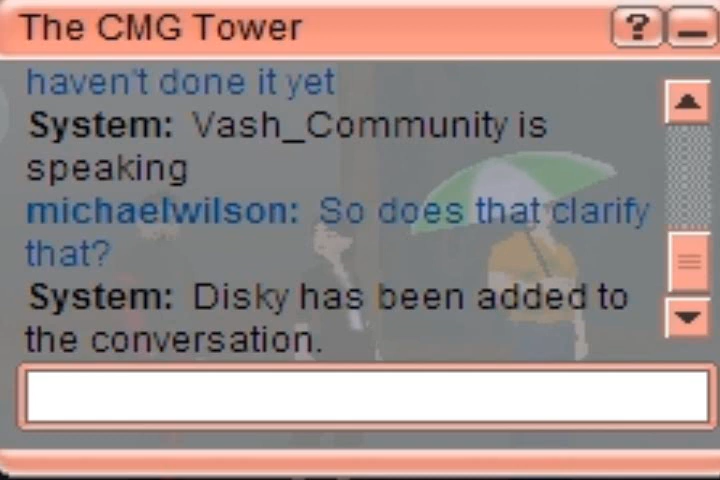 The CMG Tower
?
haven't done it yet
System: Vash_Community is
speaking
michaelwilson: So does that clarify
that?
System: Disky has been added to
the conversation.